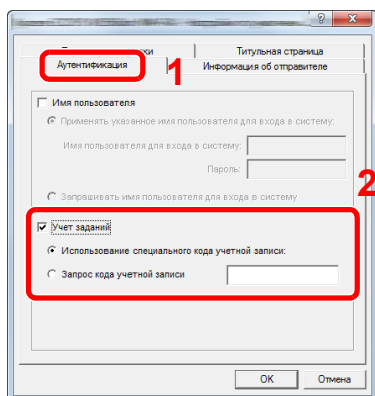 Титульная страница
Аутентификация
Информация об отправителе
1
Имя пользователя
Применять указанное имя пользователя для входа в систему:
Имя пользователя для входа в систему:
Пароль:
Запрашивать имя пользователя для входа в систему
2
Учет заданий
Использование специального кода учетной записи:
Запрос кода учетной записи
OK
Отмена